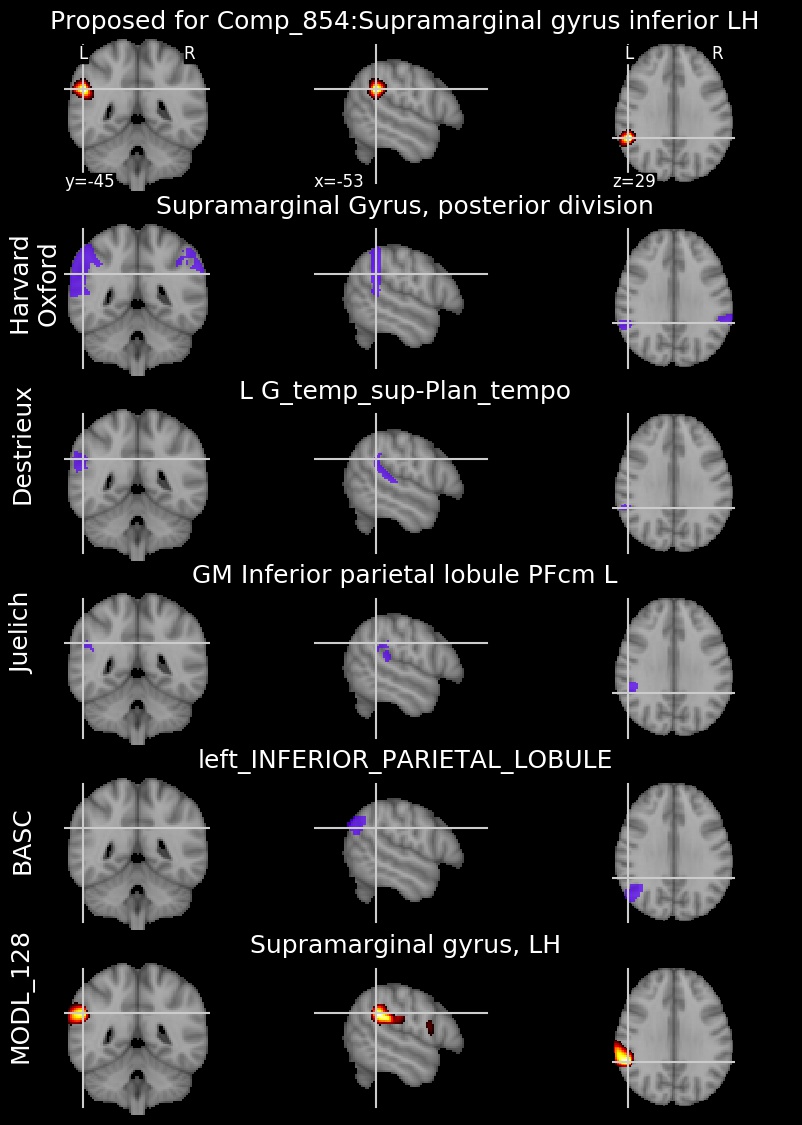 Proposed for Comp_854:Supramarginal gyrus inferior LH
L R
L R
y=-45
x=-53
z=29
Supramarginal Gyrus, posterior division
Harvard
Oxford
L G_temp_sup-Plan_tempo
Destrieux
GM Inferior parietal lobule PFcm L
Juelich
left_INFERIOR_PARIETAL_LOBULE
BASC
Supramarginal gyrus, LH
MODL_128